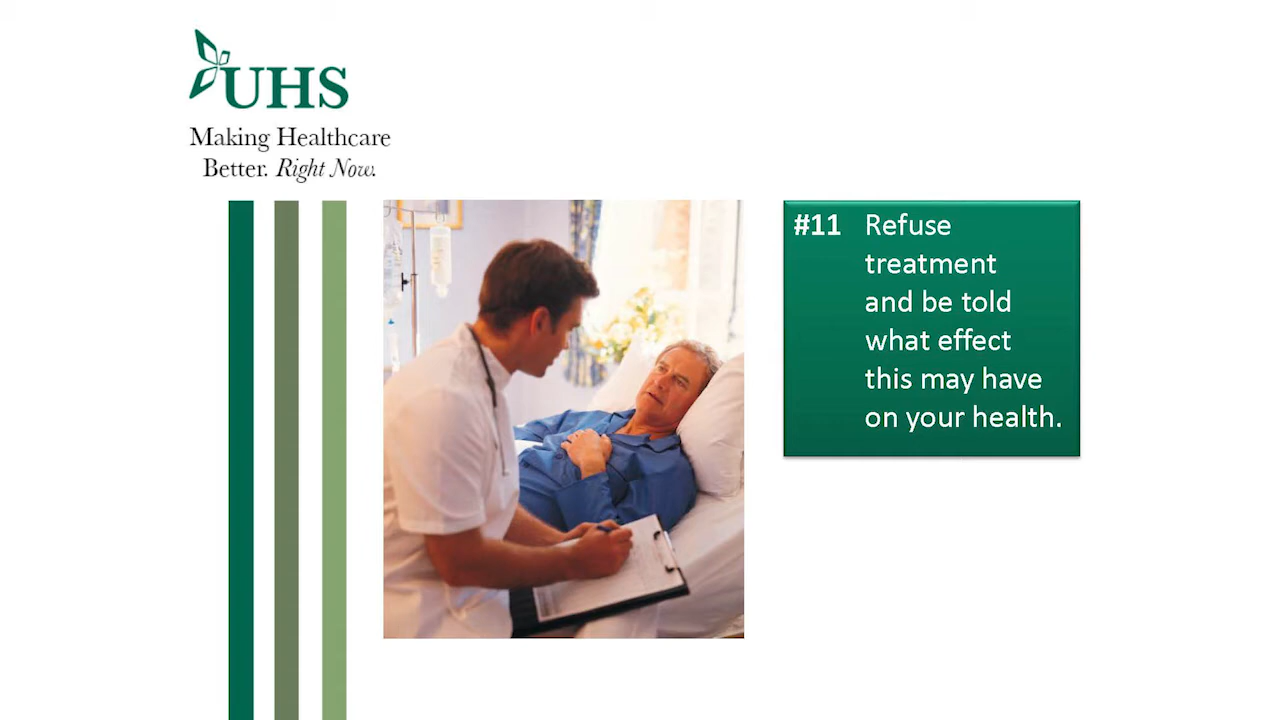 UHS
Making Healthcare
Better. Right Now.
#11 Refuse
treatment
and be told
what effect
this may have
on your health.